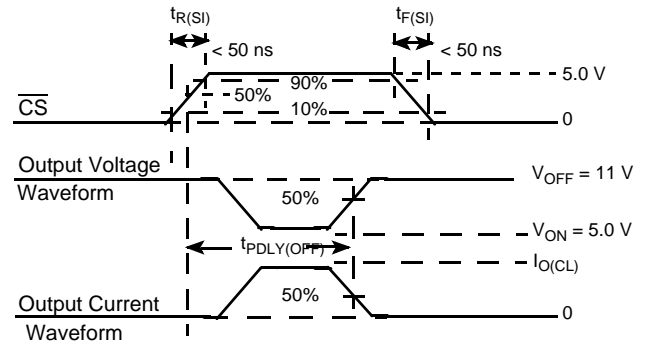 tR(SI)
tF(SI)
< 50 ns
< 50 ns
90%
5.0 V
50%
CS
10%
0
Output Voltage
Waveform
VOFF = 11 V
50%
VON = 5.0 V
tPDLY(OFF)
IO(CL)
Output Current
Waveform
50%
0